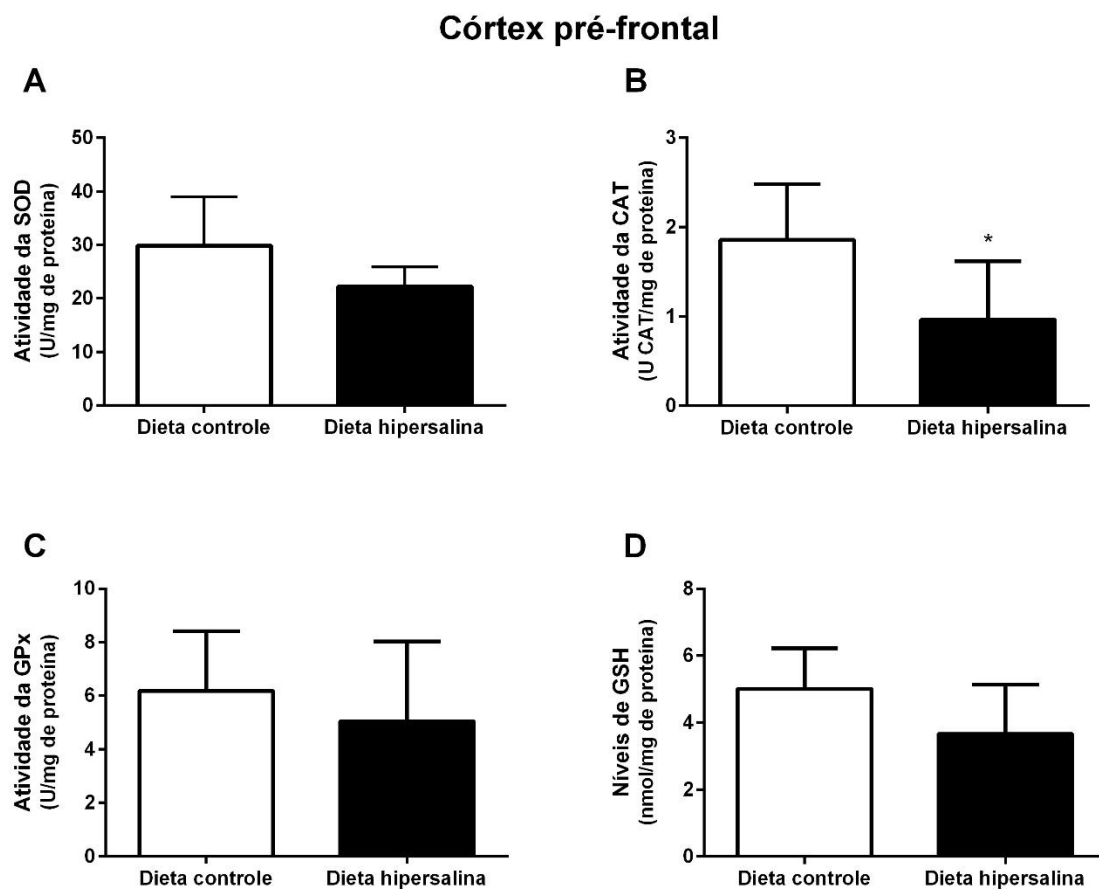 Córtex pré-frontal
A
Atividade da SOD
(U/mg de proteína)
50
40
30
20
10
0
Dieta controle
Dieta hipersalina
B
Atividade da CAT
(U CAT/mg de proteína)
3
2
1
0
*
Dieta controle
Dieta hipersalina
C
Atividade da GPx
(U/mg de proteína)
10
8
6
4
2
0
Dieta controle
Dieta hipersalina
D
Níveis de GSH
(nmol/mg de proteína)
8
6
4
2
0
Dieta controle
Dieta hipersalina